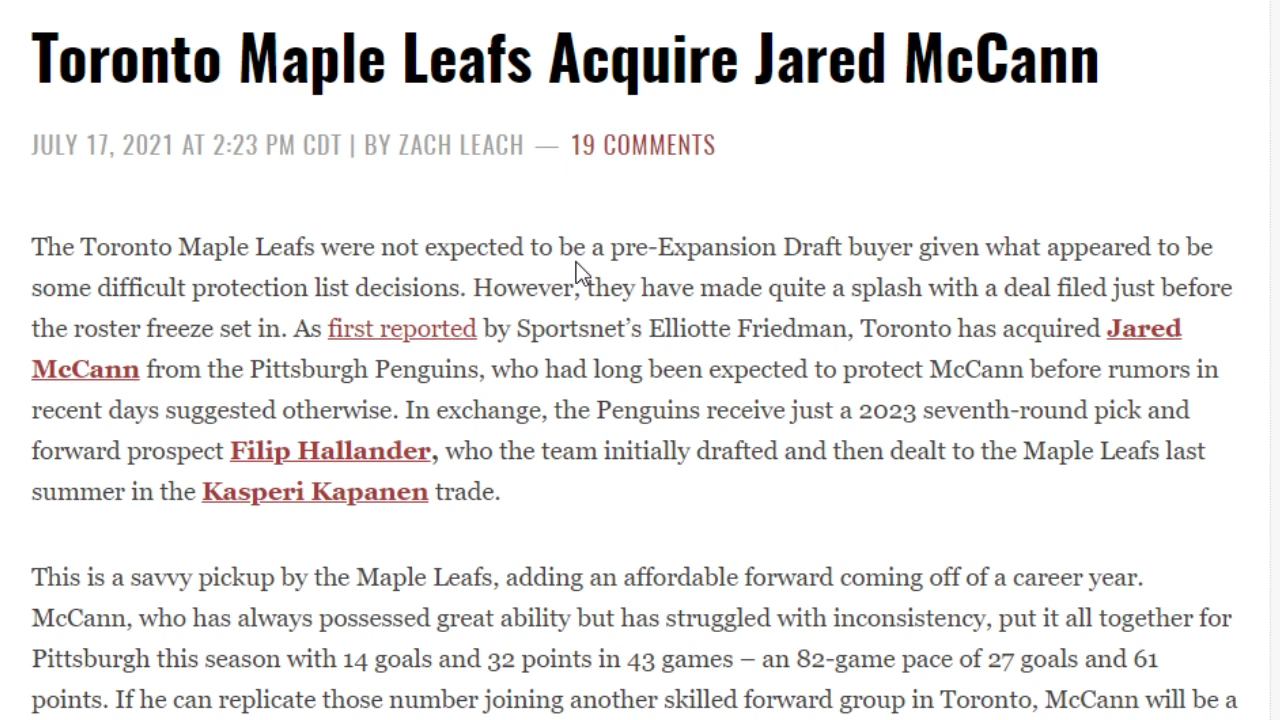 Toronto Maple Leafs Acquire Jared McCann
JULY 17, 2021 AT 2:23 PM CDT | BY ZACH LEACH — 19 COMMENTS
The Toronto Maple Leafs were not expected to be a pre-Expansion Draft buyer given what appeared to be
some difficult protection list decisions. However, they have made quite a splash with a deal filed just before
the roster freeze set in. As first reported by Sportsnet’s Elliotte Friedman, Toronto has acquired Jared
McCann from the Pittsburgh Penguins, who had long been expected to protect McCann before rumors in
recent days suggested otherwise. In exchange, the Penguins receive just a 2023 seventh-round pick and
forward prospect Filip Hallander, who the team initially drafted and then dealt to the Maple Leafs last
summer in the Kasperi Kapanen trade.
This is a savvy pickup by the Maple Leafs, adding an affordable forward coming off of a career year.
McCann, who has always possessed great ability but has struggled with inconsistency, put it all together for
Pittsburgh this season with 14 goals and 32 points in 43 games – an 82-game pace of 27 goals and 61
points. If he can replicate those number joining another skilled forward group in Toronto, McCann will be a